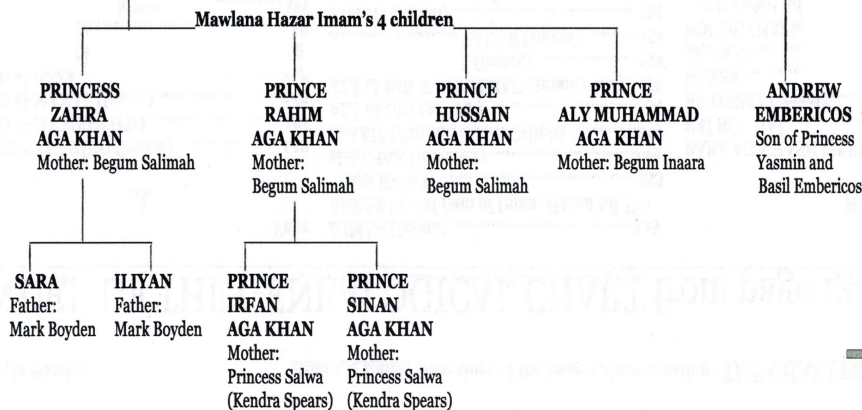 Mawlana Hazar Imam's 4 children
PRINCESS
ZAHRA
AGA KHAN
Mother: Begum Salimah
PRINCE
RAHIM
AGA KHAN
Mother:
Begum Salimah
PRINCE
HUSSAIN
AGA KHAN
Mother:
Begum Salimah
PRINCE
ALY MUHAMMAD
AGA KHAN
Mother: Begum Inaara
ANDREW
EMBERICOS
Son of Princess
Yasmin and
Basil Embericos
SARA
Father:
Mark Boyden
ILIYAN
Father:
Mark Boyden
PRINCE
IRFAN
AGA KHAN
Mother:
Princess Salwa
(Kendra Spears)
PRINCE
SINAN
AGA KHAN
Mother:
Princess Salwa
(Kendra Spears)